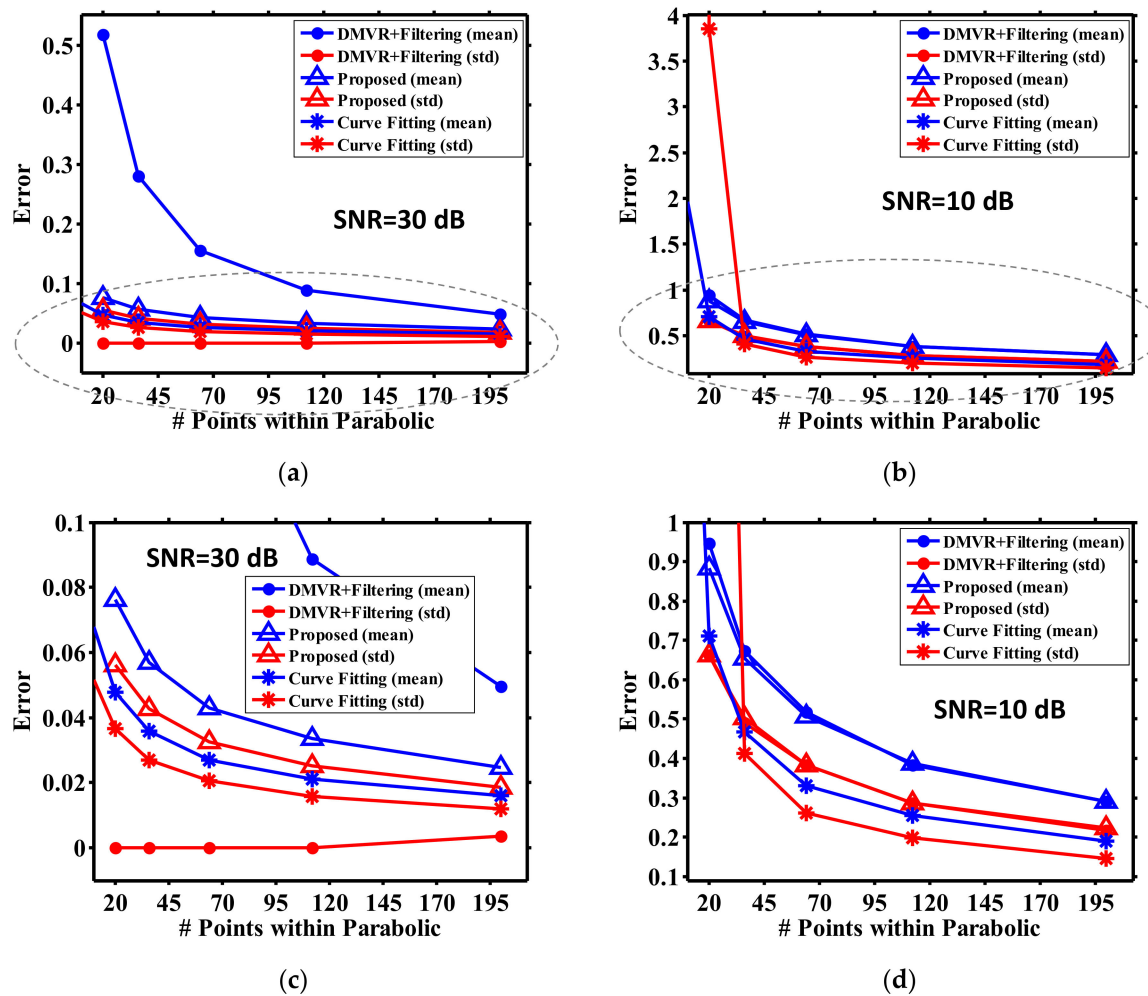 DMVR+Filtering (mean)
DMVR+Filtering (std)
Proposed (mean)
Proposed (std)
Curve Fitting (mean)
Curve Fitting (std)
SNR=30 dB
Error
0.5
0.4
0.3
0.2
0.1
0
20 45 70 95 120 145 170 195
# Points within Parabolic
(a)
DMVR+Filtering (mean)
DMVR+Filtering (std)
Proposed (mean)
Proposed (std)
Curve Fitting (mean)
Curve Fitting (std)
SNR=10 dB
Error
4
3.5
3
2.5
2
1.5
1
0.5
20 45 70 95 120 145 170 195
# Points within Parabolic
(b)
SNR=30 dB
DMVR+Filtering (mean)
DMVR+Filtering (std)
Proposed (mean)
Proposed (std)
Curve Fitting (mean)
Curve Fitting (std)
Error
0.1
0.08
0.06
0.04
0.02
0
20 45 70 95 120 145 170 195
# Points within Parabolic
(c)
DMVR+Filtering (mean)
DMVR+Filtering (std)
Proposed (mean)
Proposed (std)
Curve Fitting (mean)
Curve Fitting (std)
SNR=10 dB
Error
1
0.9
0.8
0.7
0.6
0.5
0.4
0.3
0.2
0.1
20 45 70 95 120 145 170 195
# Points within Parabolic
(d)